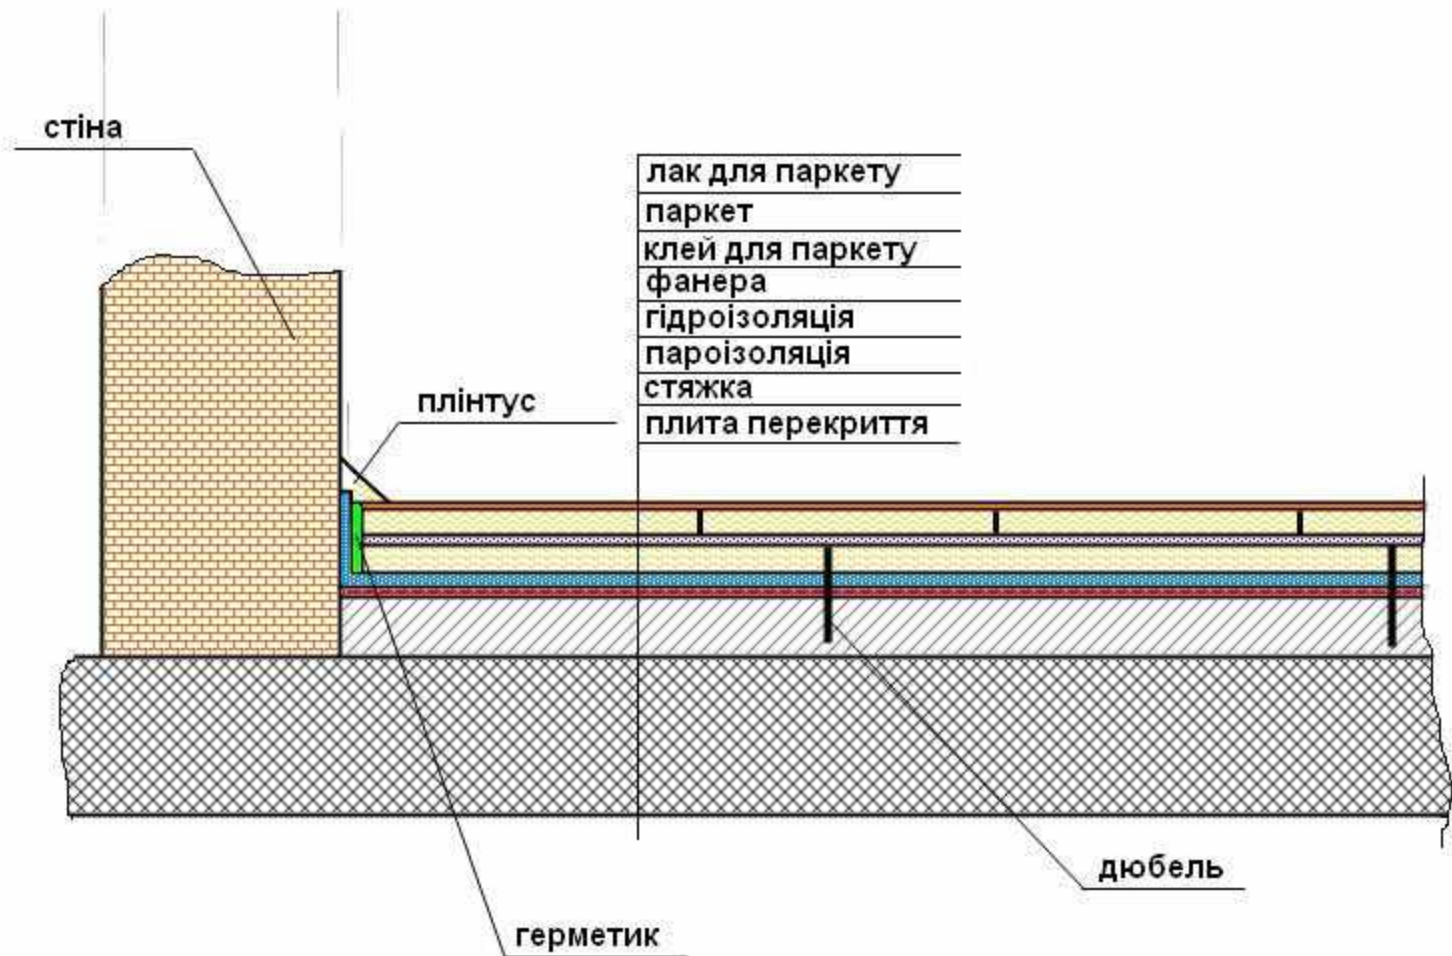 стіна
лак для паркету
паркет
клей для паркету
фанера
гідроізоляція
пароізоляція
стяжка
плита перекриття
плінтус
дюбель
герметик